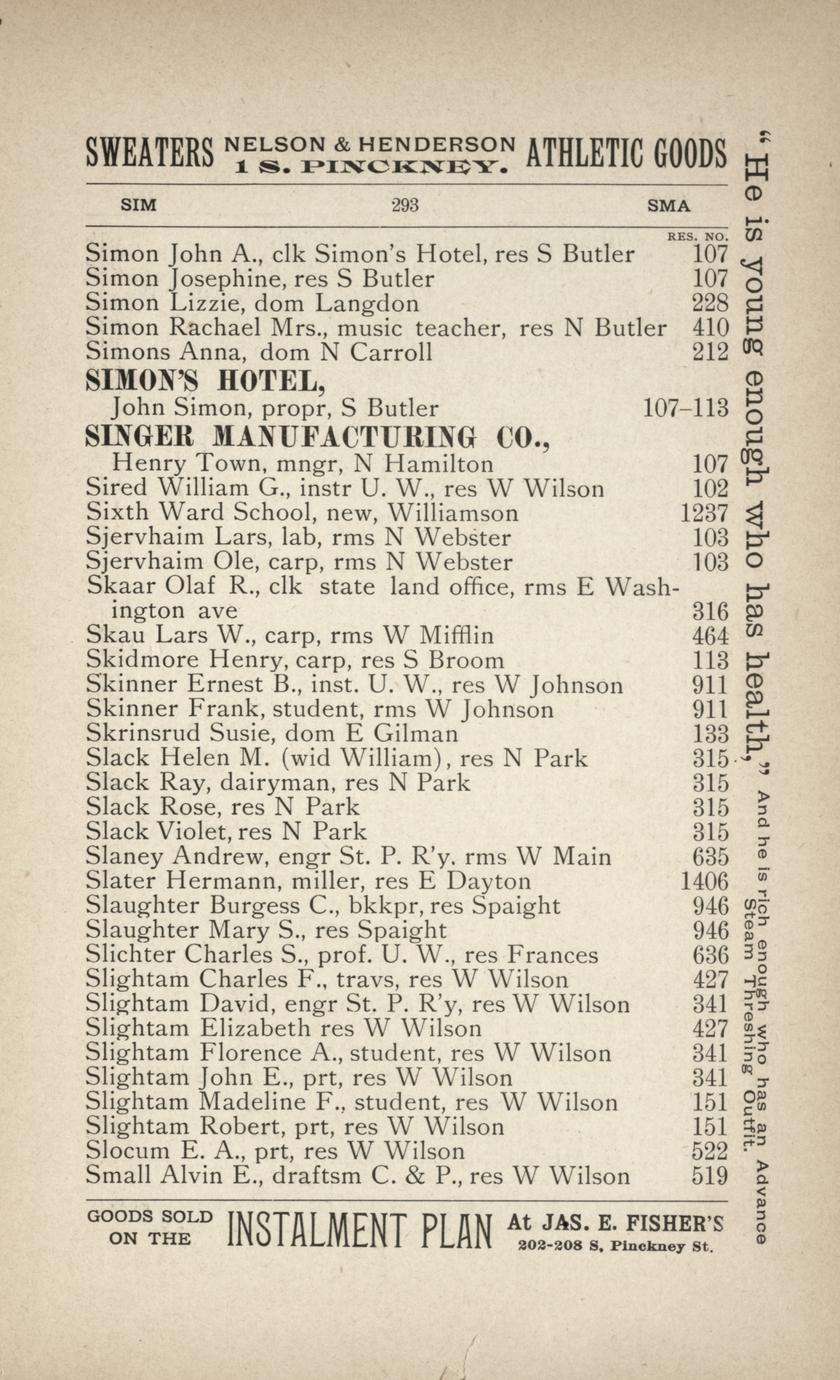 SWEATERS NELSON & HENDERSON 1 S. PINCKNEY. ATHLETIC GOODS
SIM 293 SMA
RES. NO.
Simon John A., clk Simon's Hotel, res S Butler 107
Simon Josephine, res S Butler 107
Simon Lizzie, dom Langdon 228
Simon Rachael Mrs., music teacher, res N Butler 410
Simons Anna, dom N Carroll 212
SIMON'S HOTEL,
John Simon, propr, S Butler 107–113
SINGER MANUFACTURING CO.,
Henry Town, mngr, N Hamilton 107
Sired William G., instr U. W., res W Wilson 102
Sixth Ward School, new, Williamson 1237
Sjervhaim Lars, lab, rms N Webster 103
Sjervhaim Ole, carp, rms N Webster 103
Skaar Olaf R., clk state land office, rms E Wash-
ington ave 316
Skau Lars W., carp, rms W Mifflin 464
Skidmore Henry, carp, res S Broom 113
Skinner Ernest B., inst. U. W., res W Johnson 911
Skinner Frank, student, rms W Johnson 911
Skrinsrud Susie, dom E Gilman 133
Slack Helen M. (wid William), res N Park 315
Slack Ray, dairyman, res N Park 315
Slack Rose, res N Park 315
Slack Violet, res N Park 315
Slaney Andrew, engr St. P. R'y. rms W Main 635
Slater Hermann, miller, res E Dayton 1406
Slaughter Burgess C., bkkpr, res Spaight 946
Slaughter Mary S., res Spaight 946
Slichter Charles S., prof. U. W., res Frances 636
Slightam Charles F., travs, res W Wilson 427
Slightam David, engr St. P. R'y, res W Wilson 341
Slightam Elizabeth res W Wilson 427
Slightam Florence A., student, res W Wilson 341
Slightam John E., prt, res W Wilson 341
Slightam Madeline F., student, res W Wilson 151
Slightam Robert, prt, res W Wilson 151
Slocum E. A., prt, res W Wilson 522
Small Alvin E., draftsm C. & P., res W Wilson 519
GOODS SOLD ON THE INSTALMENT PLAN At JAS. E. FISHER'S
202-208 S. Pinckney St.
"He is young enough who has health," And he is rich enough who has an Advance
Steam Threshing Outfit.